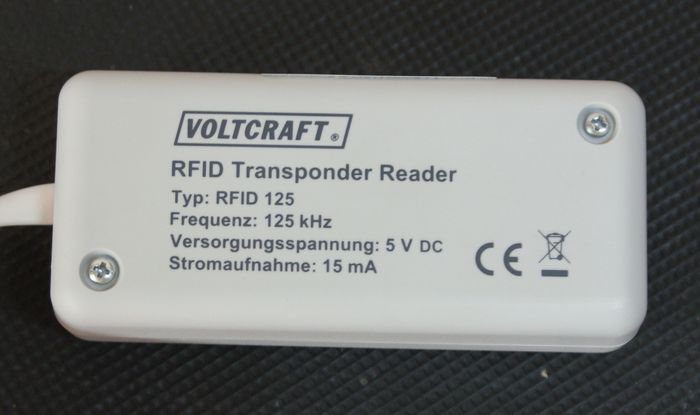 VOLTCRAFT®
RFID Transponder Reader
Typ: RFID 125
Frequenz: 125 kHz
Versorgungsspannung: 5 V DC
Stromaufnahme: 15 mA
CE